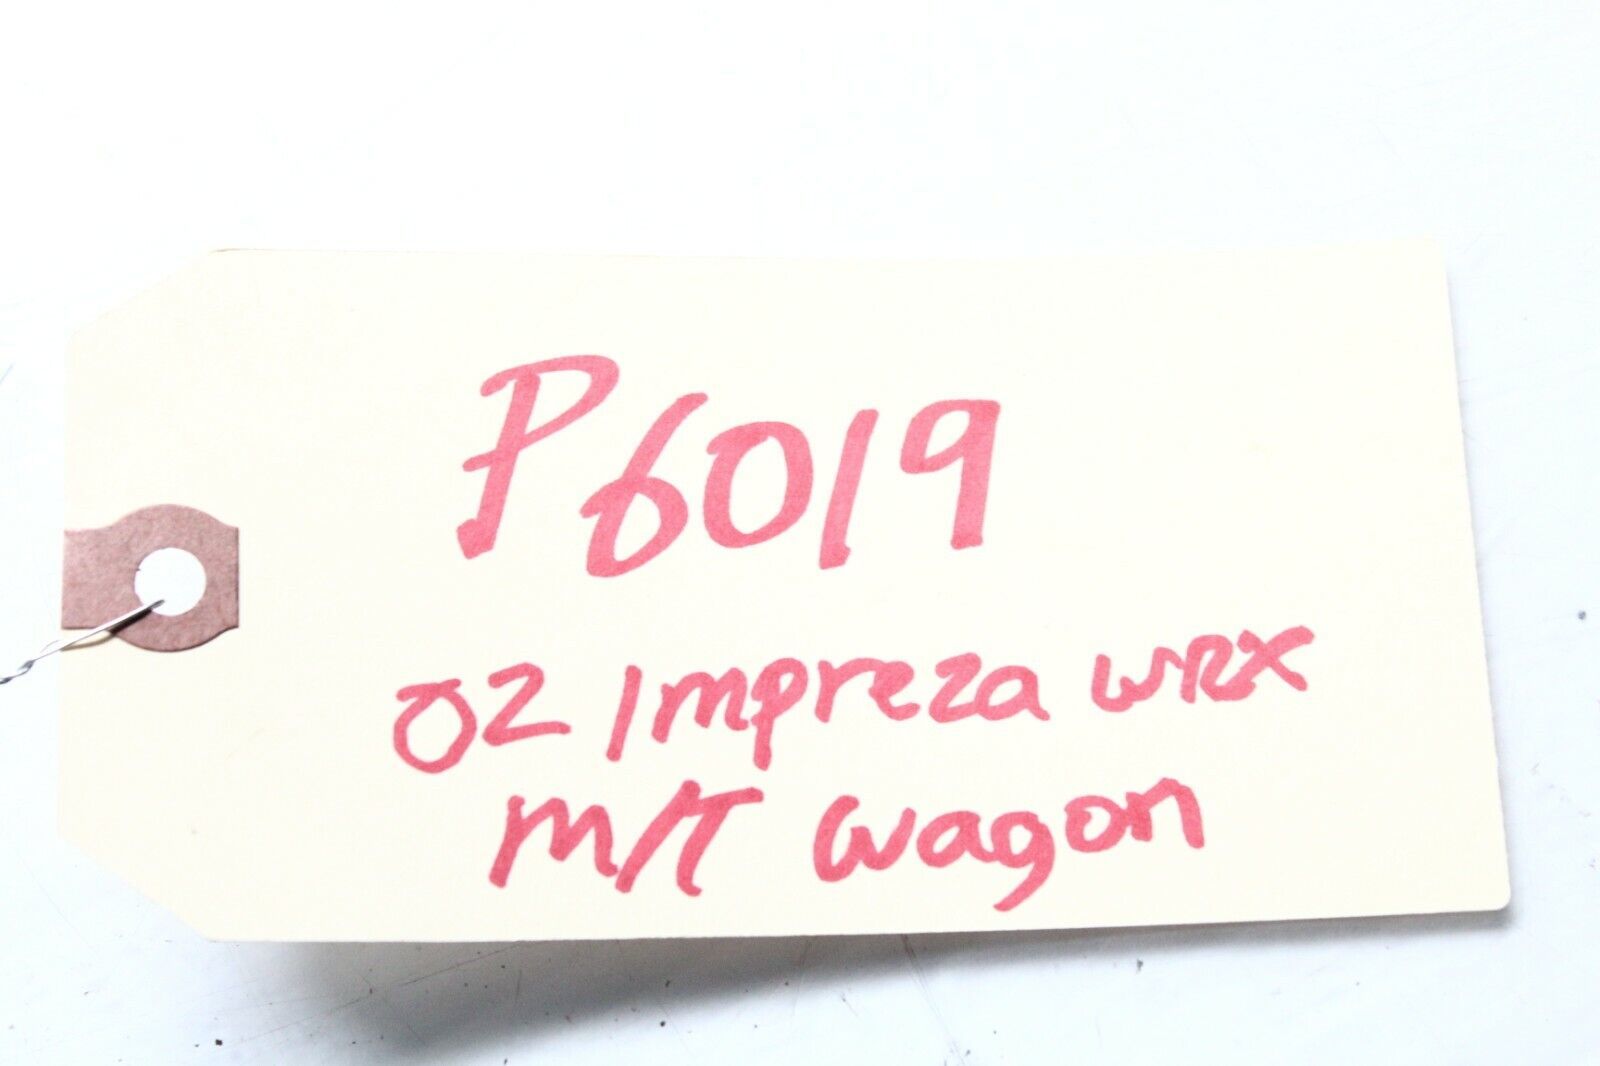 P6019
02 Impreza WRX
M/T Wagon